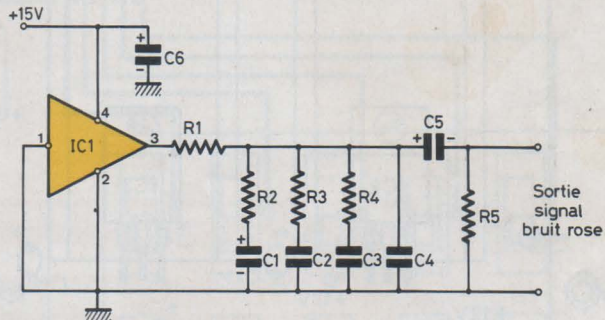 +15V
+
-
C6
4
1
IC1
3
2
R1
R2
R3
R4
+
C5
-
R5
+
-
C1
C2
C3
C4
Sortie
signal
bruit rose